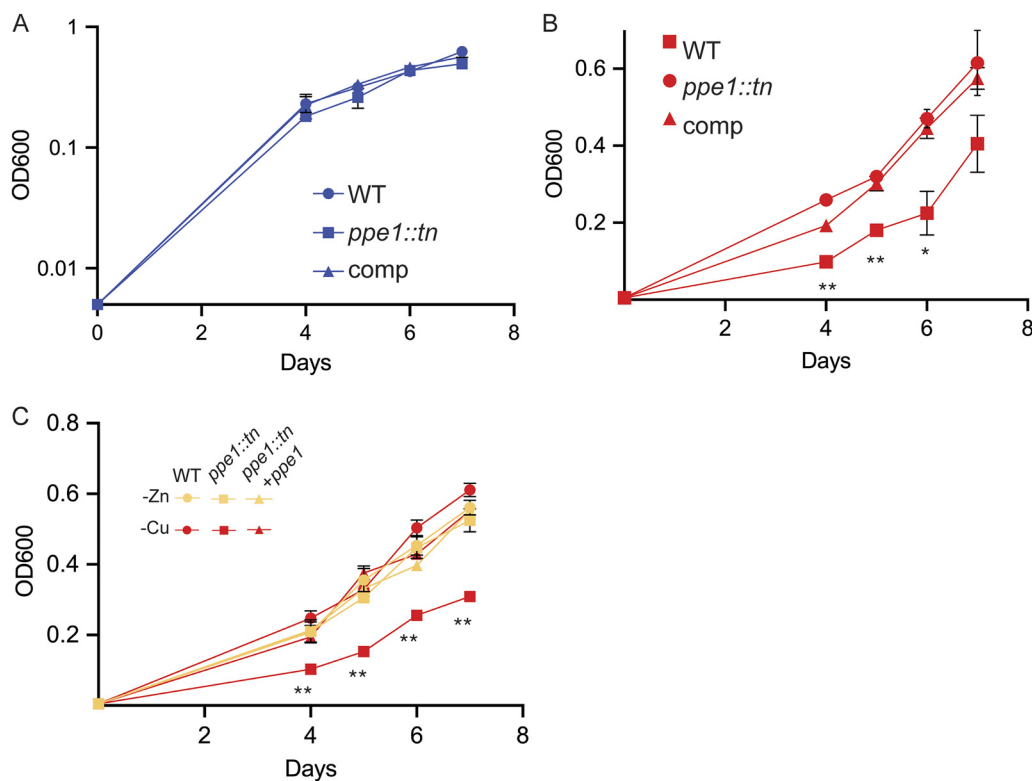 A
1
0.1
0.01
OD600
WT
ppe1::tn
comp
0
2
4
6
8
Days
B
0.6
0.4
0.2
OD600
WT
ppe1::tn
comp
**
**
*
2
4
6
8
Days
C
0.8
0.6
0.4
0.2
OD600
WT
ppe1::tn
ppe1::tn
+ppe1
-Zn
-Cu
**
**
**
**
2
4
6
8
Days